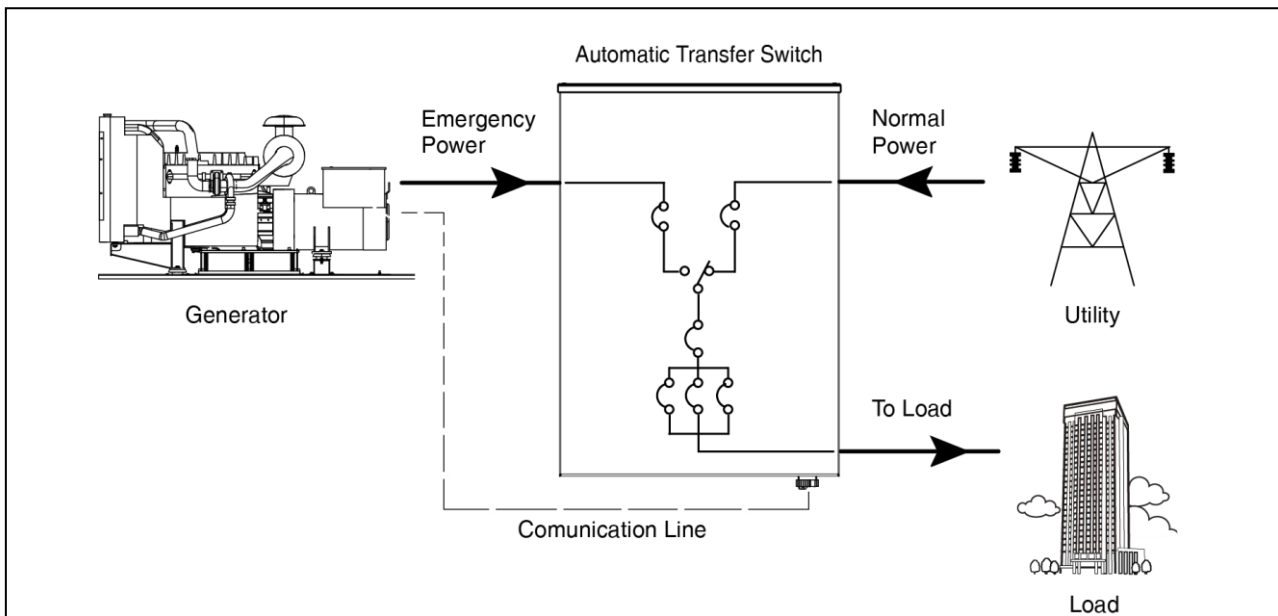 Automatic Transfer Switch
Emergency
Power
Normal
Power
Generator
Utility
To Load
Comunication Line
Load